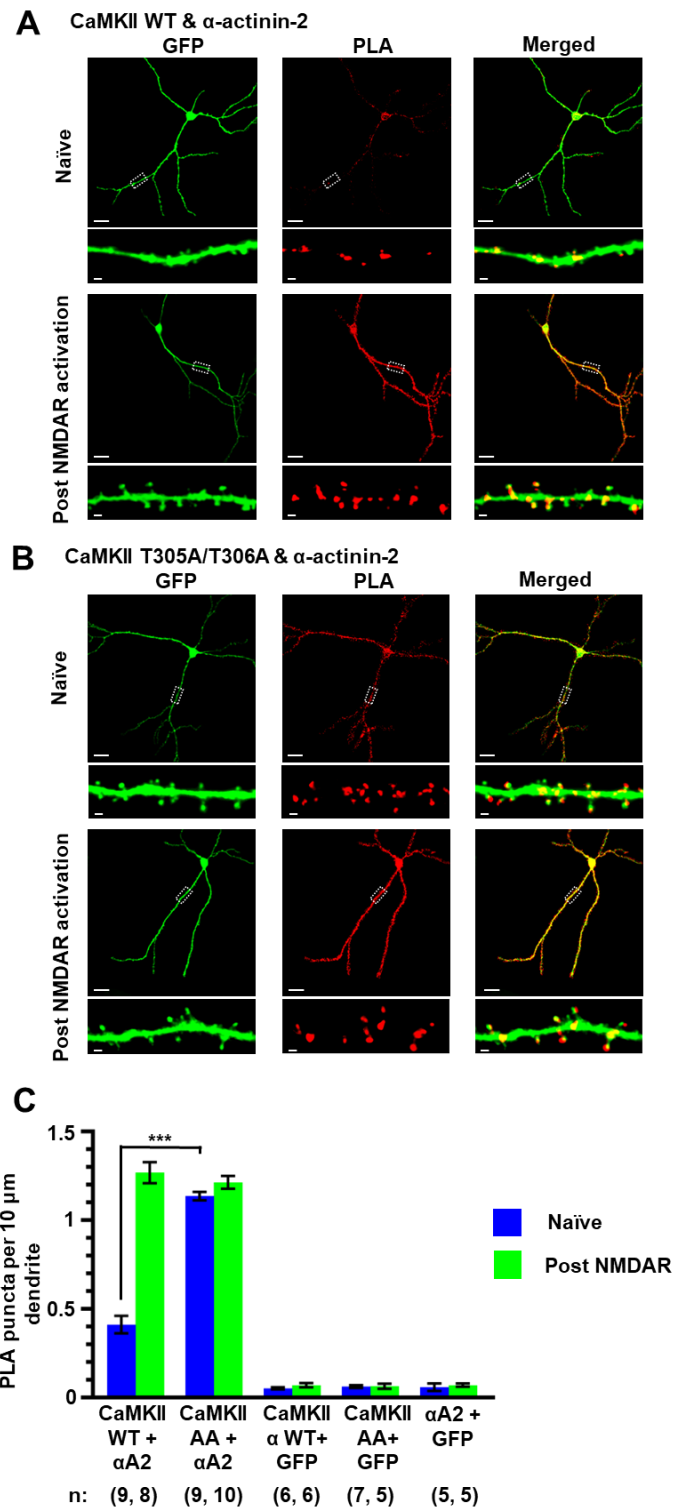 A CaMKII WT & α-actinin-2
GFP PLA Merged
Naïve
Post NMDAR activation
B CaMKII T305A/T306A & α-actinin-2
GFP PLA Merged
Naïve
Post NMDAR activation
C
PLA puncta per 10 μm
dendrite
1.5
1
0.5
0
***
Naïve
Post NMDAR
CaMKII CaMKII CaMKII CaMKII αA2 +
WT + AA + α WT+ AA+ GFP
αA2 αA2 GFP GFP
n: (9, 8) (9, 10) (6, 6) (7, 5) (5, 5)